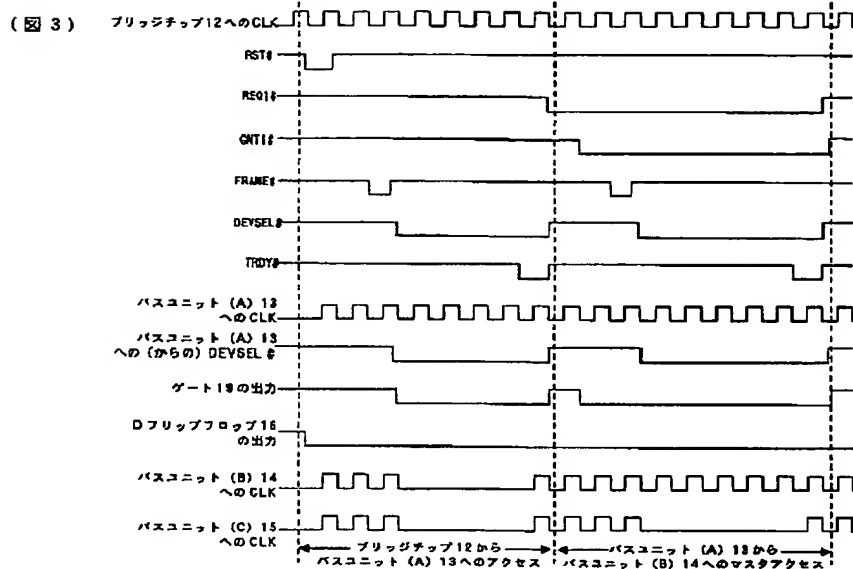 (図3)
ブリッジチップ12へのCLK
RST#
REQ1#
GNT1#
FRAME#
DEVSEL#
TRDY#
バスユニット(A)13
へのCLK
バスユニット(A)13
への(からの)DEVSEL#
ゲート19の出力
Dフリップフロップ16
の出力
バスユニット(B)14
へのCLK
バスユニット(C)15
へのCLK
ブリッジチップ12から
バスユニット(A)13へのアクセス
バスユニット(A)13から
バスユニット(B)14へのマスタアクセス